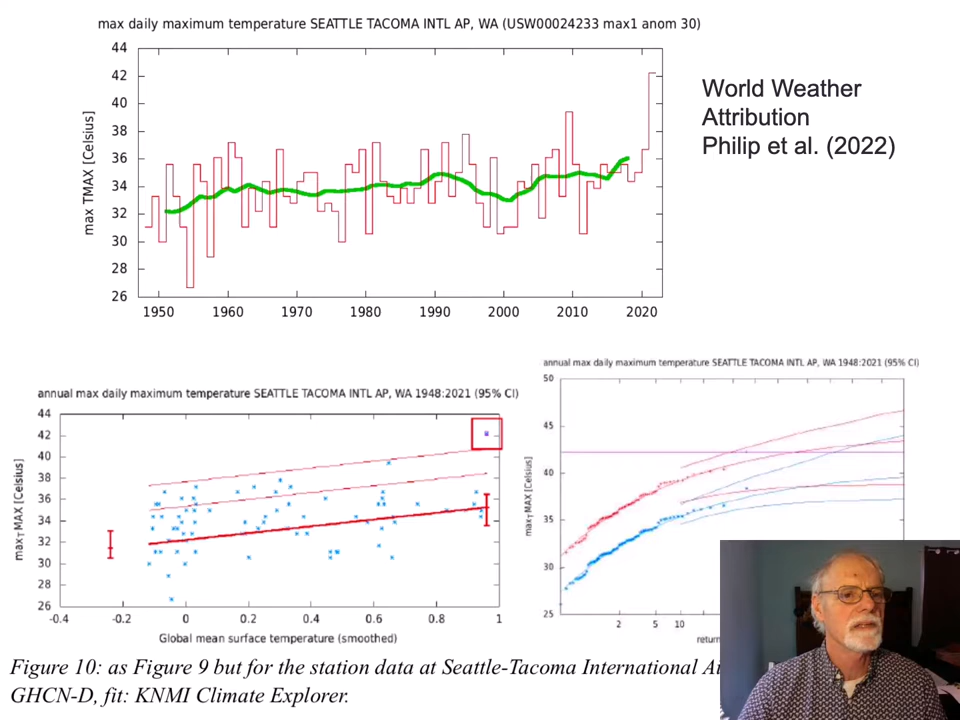 max daily maximum temperature SEATTLE TACOMA INTL AP, WA (USW00024233 max1 anom 30)
44
42
40
38
36
34
32
30
28
26
max TMAX [Celsius]
1950 1960 1970 1980 1990 2000 2010 2020
World Weather
Attribution
Philip et al. (2022)
annual max daily maximum temperature SEATTLE TACOMA INTL AP, WA 1948:2021 (95% CI)
44
42
40
38
36
34
32
30
28
26
max_TMAX [Celsius]
-0.4 -0.2 0 0.2 0.4 0.6 0.8 1
Global mean surface temperature (smoothed)
annual max daily maximum temperature SEATTLE TACOMA INTL AP, WA 1948:2021 (95% CI)
50
45
40
35
30
25
max_TMAX [Celsius]
2 5 10
return
Figure 10: as Figure 9 but for the station data at Seattle-Tacoma International Ai
GHCN-D, fit: KNMI Climate Explorer.